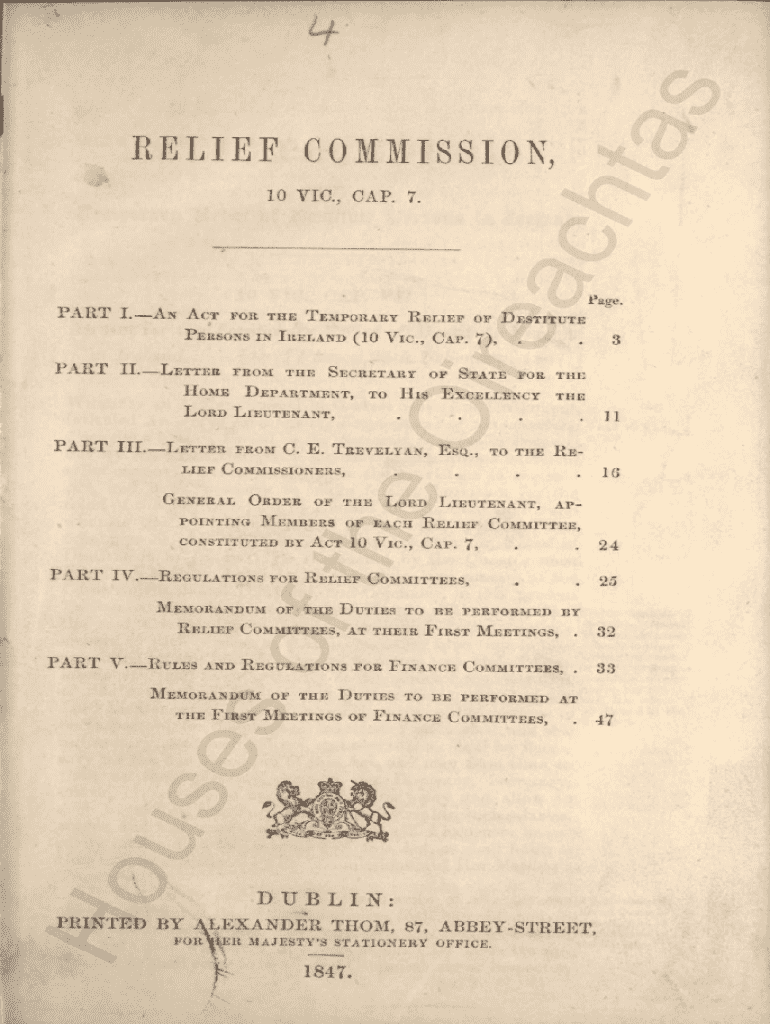 4
RELIEF COMMISSION,
10 VIC., CAP. 7.
Page.
PART I.—An Act for the Temporary Relief of Destitute
Persons in Ireland (10 Vic., Cap. 7), . . 3
PART II.—Letter from the Secretary of State for the
Home Department, to His Excellency the
Lord Lieutenant, . . . . 11
PART III.—Letter from C. E. Trevelyan, Esq., to the Re-
lief Commissioners, . . . . 16
General Order of the Lord Lieutenant, ap-
pointing Members of each Relief Committee,
constituted by Act 10 Vic., Cap. 7, . . 24
PART IV.—Regulations for Relief Committees, . . 25
Memorandum of the Duties to be performed by
Relief Committees, at their First Meetings, . 32
PART V.—Rules and Regulations for Finance Committees, . 33
Memorandum of the Duties to be performed at
the First Meetings of Finance Committees, . 47
DUBLIN:
PRINTED BY ALEXANDER THOM, 87, ABBEY-STREET,
FOR HER MAJESTY'S STATIONERY OFFICE.
1847.
Houses of the Oireachtas